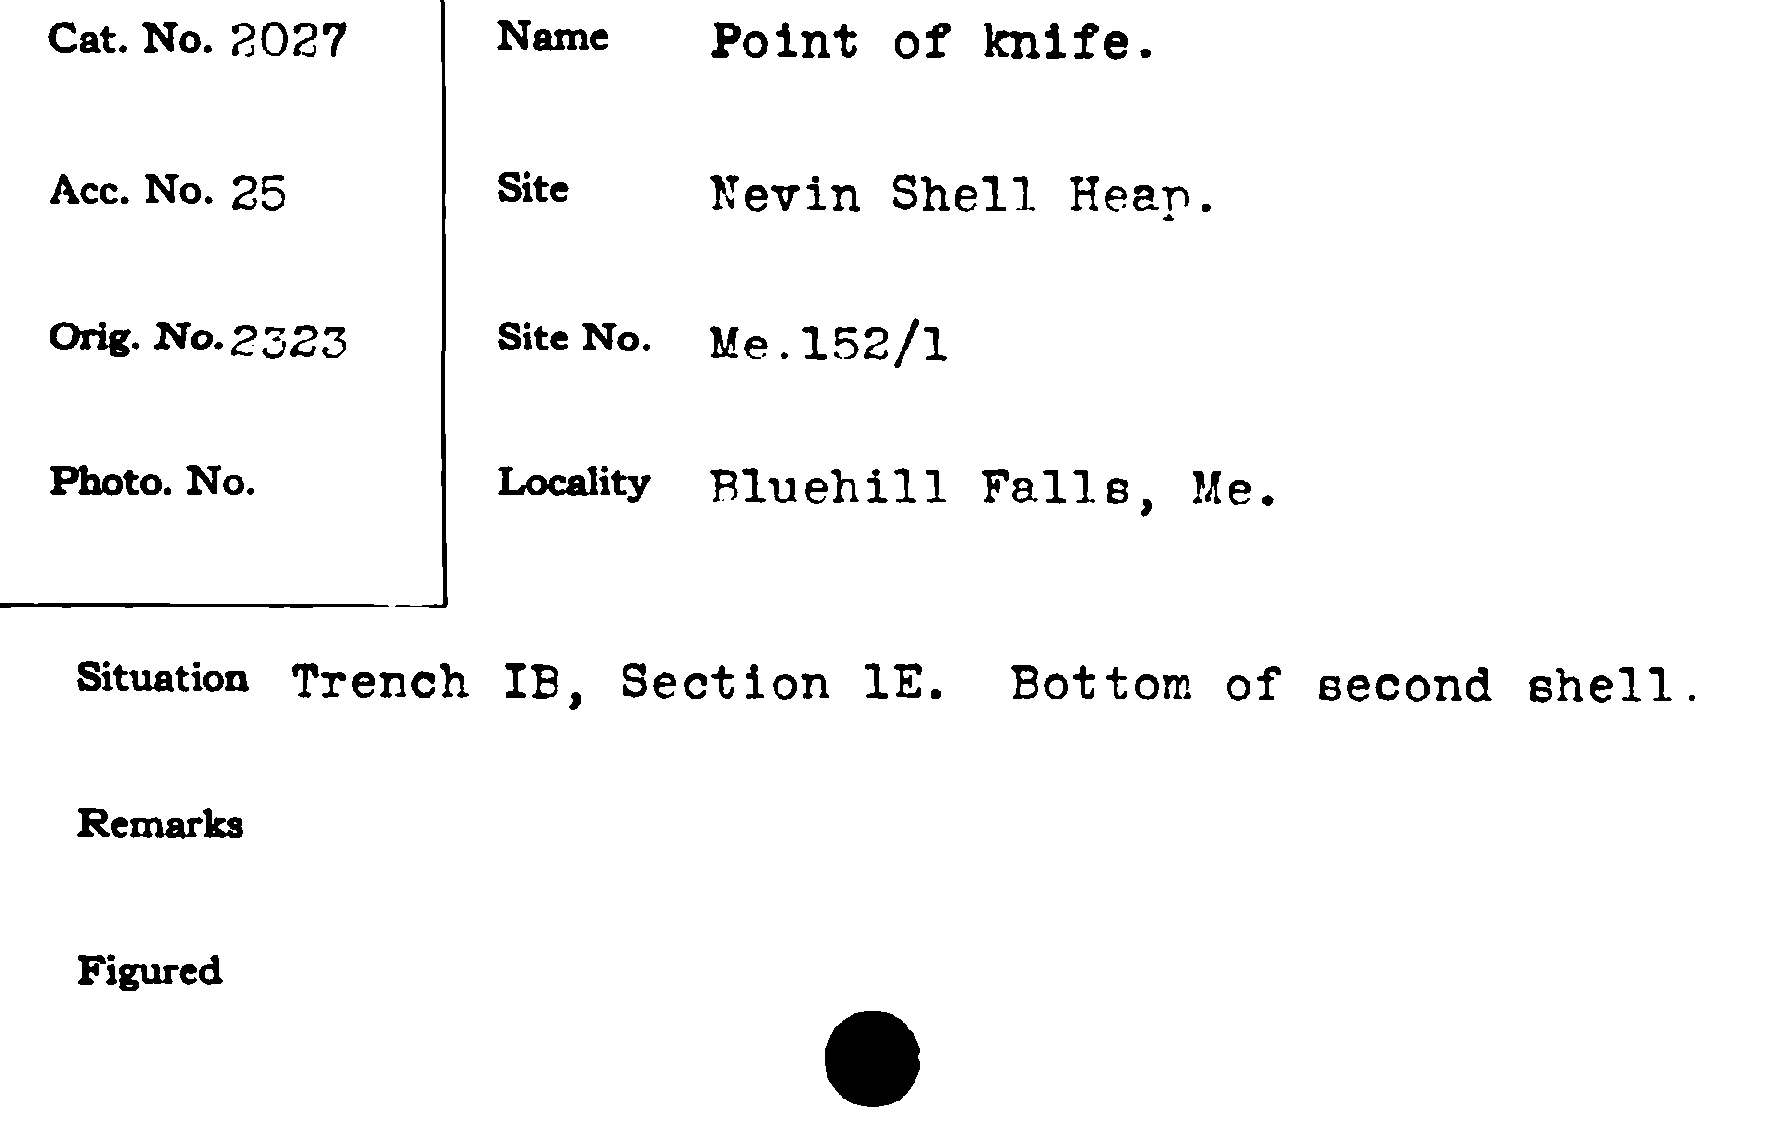 Cat. No. 2027
Name Point of knife.
Acc. No. 25
Site Nevin Shell Heap.
Orig. No. 2323
Site No. Me.152/1
Photo. No.
Locality Bluehill Falls, Me.
Situation Trench IB, Section 1E. Bottom of second shell.
Remarks
Figured